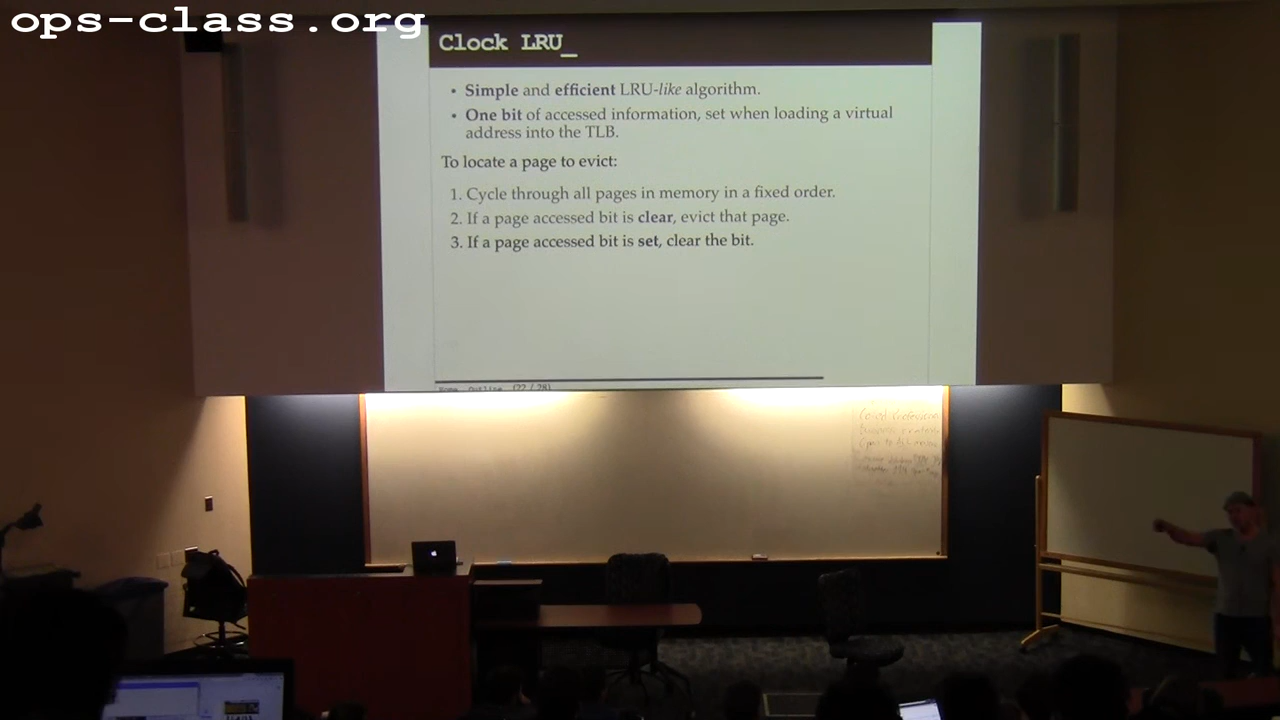 ops-class.org
Clock LRU_
• Simple and efficient LRU-like algorithm.
• One bit of accessed information, set when loading a virtual
address into the TLB.
To locate a page to evict:
1. Cycle through all pages in memory in a fixed order.
2. If a page accessed bit is clear, evict that page.
3. If a page accessed bit is set, clear the bit.
(22 / 28)